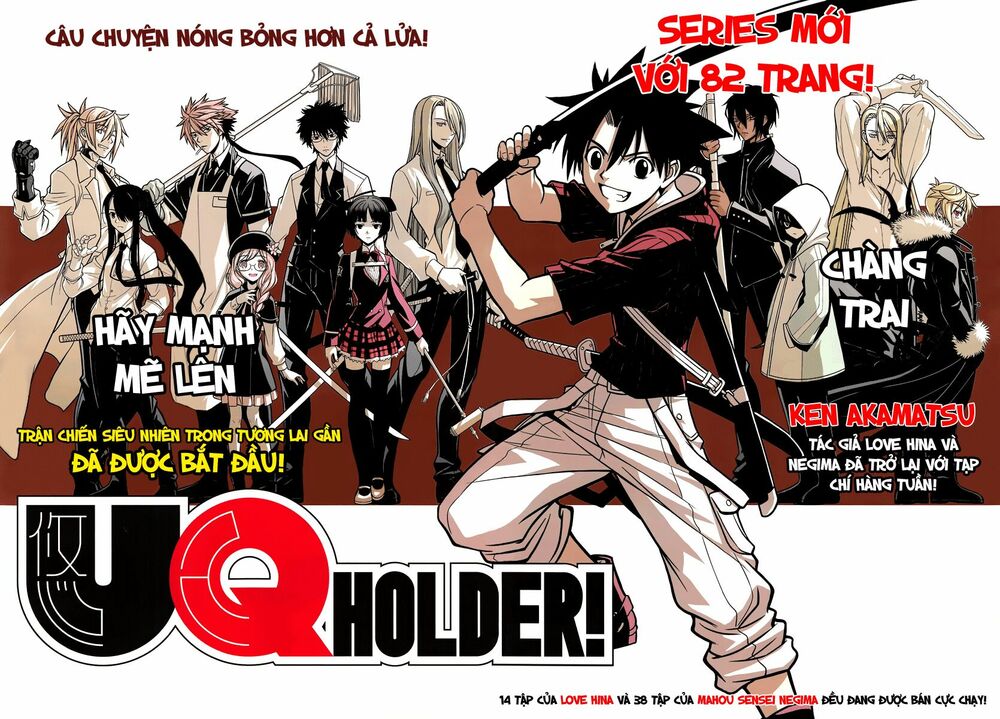 CÂU CHUYỆN NÓNG BỎNG HƠN CẢ LỬA!
SERIES MỚI
VỚI 82 TRANG!
HÃY MẠNH
MẼ LÊN
CHÀNG
TRAI
TRẬN CHIẾN SIÊU NHIÊN TRONG TƯƠNG LAI GẦN
ĐÃ ĐƯỢC BẮT ĐẦU!
KEN AKAMATSU
TÁC GIẢ LOVE HINA VÀ
NEGIMA ĐÃ TRỞ LẠI VỚI TẠP
CHÍ HÀNG TUẦN!
悠
UQ HOLDER!
14 TẬP CỦA LOVE HINA VÀ 38 TẬP CỦA MAHOU SENSEI NEGIMA ĐỀU ĐANG ĐƯỢC BÁN CỰC CHẠY!